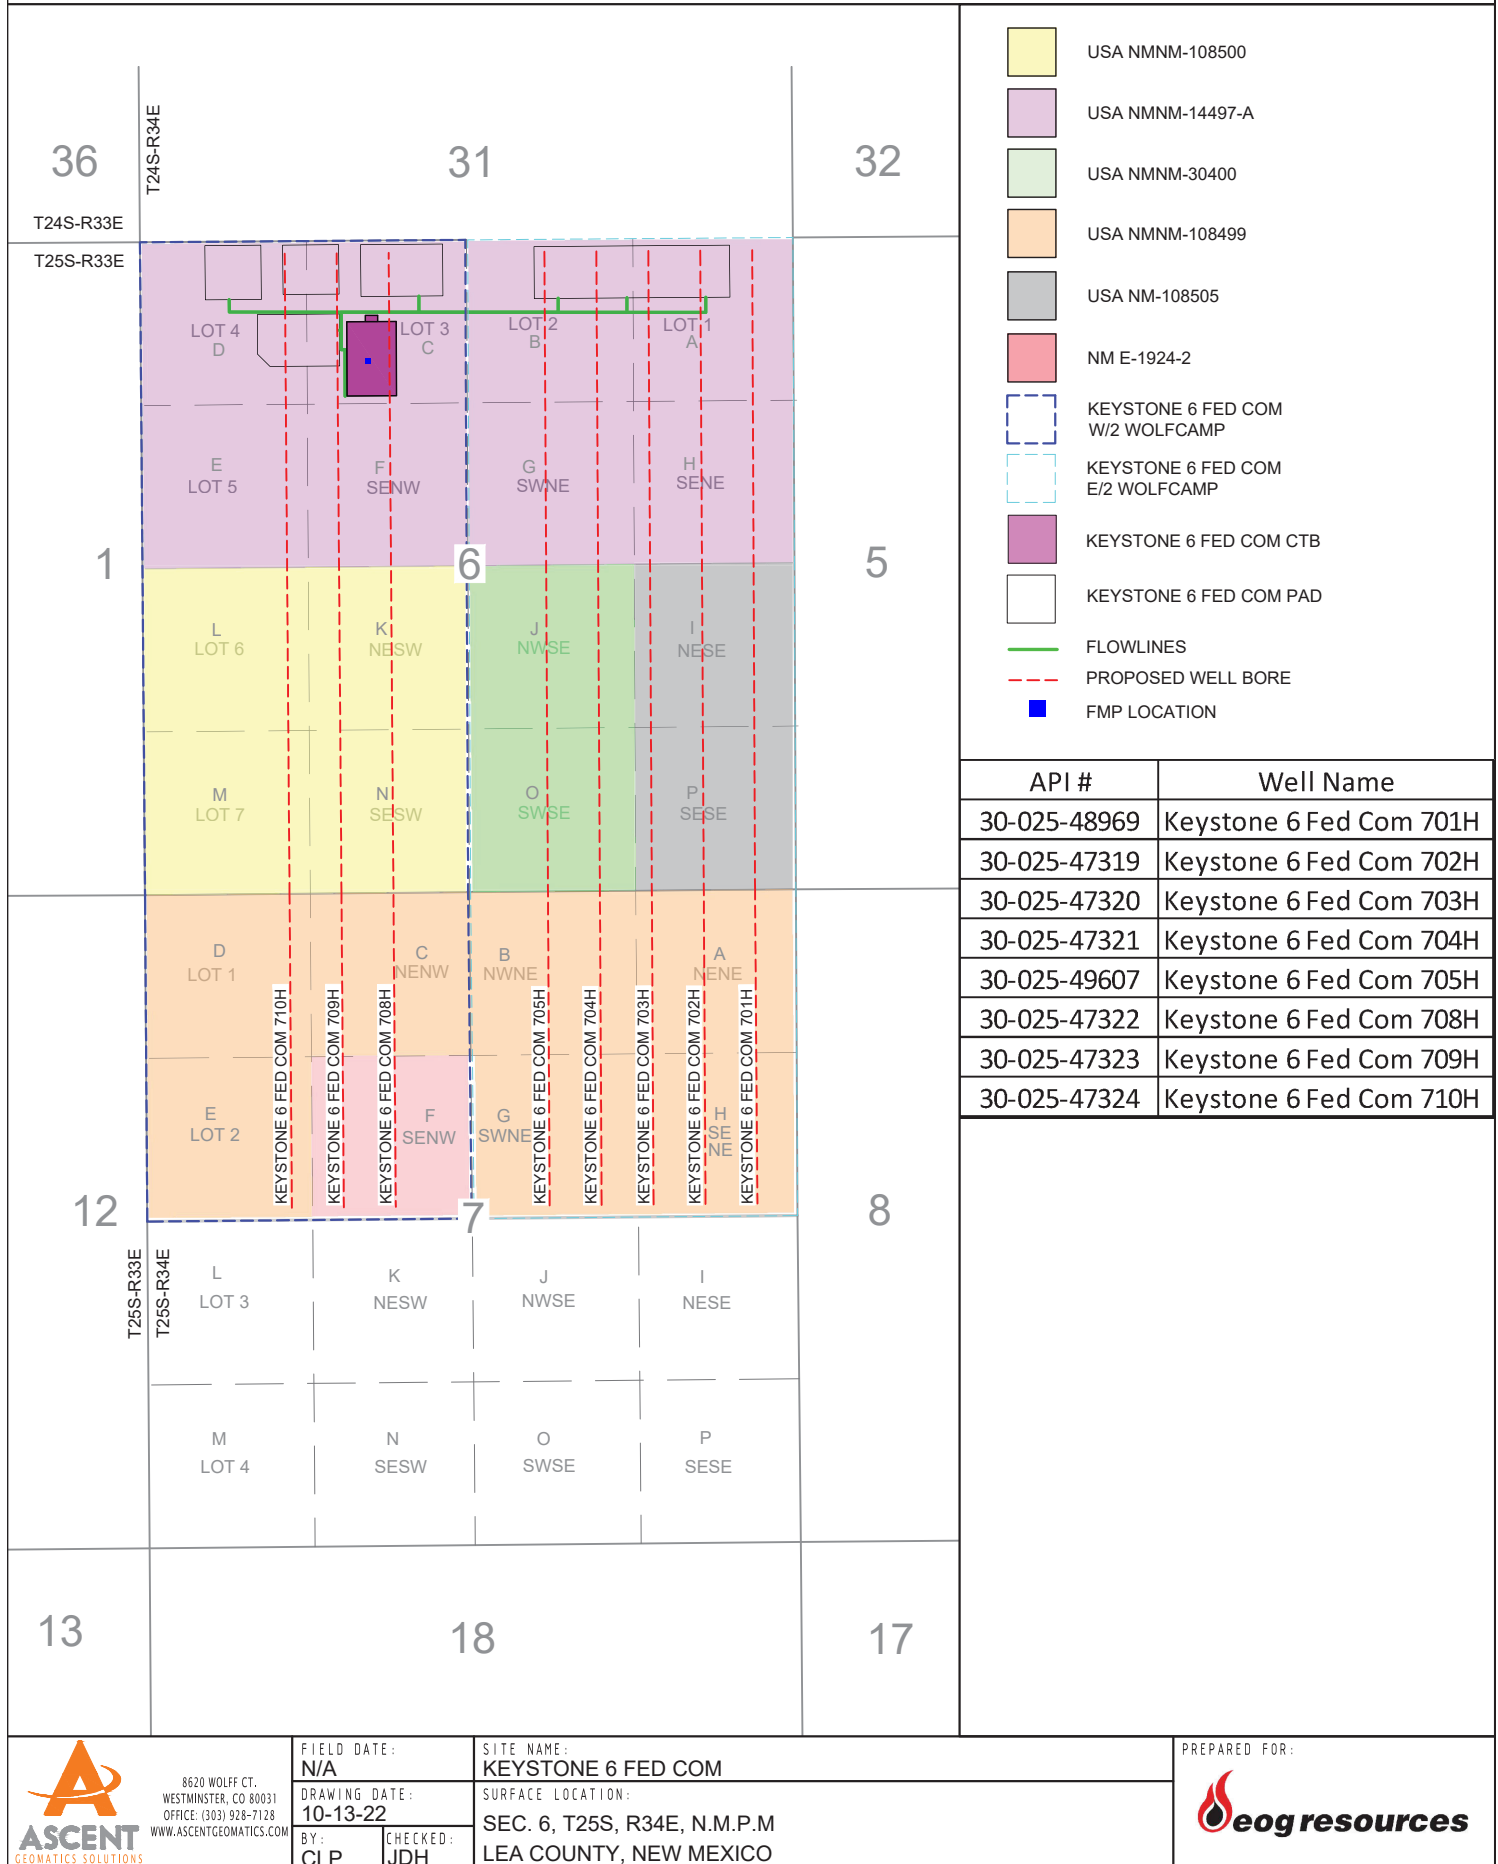 36
31
32
T24S-R34E
T24S-R33E
T25S-R33E
LOT 4
D
LOT 3
C
LOT 2
B
LOT 1
A
E
LOT 5
F
SENW
G
SWNE
H
SENE
1
6
5
L
LOT 6
K
NESW
J
NWSE
I
NESE
M
LOT 7
N
SESW
O
SWSE
P
SESE
D
LOT 1
C
NENW
B
NWNE
A
NENE
KEYSTONE 6 FED COM 710H
KEYSTONE 6 FED COM 709H
KEYSTONE 6 FED COM 708H
KEYSTONE 6 FED COM 705H
KEYSTONE 6 FED COM 704H
KEYSTONE 6 FED COM 703H
KEYSTONE 6 FED COM 702H
KEYSTONE 6 FED COM 701H
E
LOT 2
F
SENW
G
SWNE
H
SE
NE
12
7
8
T25S-R33E
T25S-R34E
L
LOT 3
K
NESW
J
NWSE
I
NESE
M
LOT 4
N
SESW
O
SWSE
P
SESE
13
18
17
USA NMNM-108500
USA NMNM-14497-A
USA NMNM-30400
USA NMNM-108499
USA NM-108505
NM E-1924-2
KEYSTONE 6 FED COM
W/2 WOLFCAMP
KEYSTONE 6 FED COM
E/2 WOLFCAMP
KEYSTONE 6 FED COM CTB
KEYSTONE 6 FED COM PAD
FLOWLINES
PROPOSED WELL BORE
FMP LOCATION
API # Well Name
30-025-48969 Keystone 6 Fed Com 701H
30-025-47319 Keystone 6 Fed Com 702H
30-025-47320 Keystone 6 Fed Com 703H
30-025-47321 Keystone 6 Fed Com 704H
30-025-49607 Keystone 6 Fed Com 705H
30-025-47322 Keystone 6 Fed Com 708H
30-025-47323 Keystone 6 Fed Com 709H
30-025-47324 Keystone 6 Fed Com 710H
ASCENT
GEOMATICS SOLUTIONS
8620 WOLFF CT.
WESTMINSTER, CO 80031
OFFICE: (303) 928-7128
WWW.ASCENTGEOMATICS.COM
FIELD DATE:
N/A
DRAWING DATE:
10-13-22
BY:
CLP
CHECKED:
JDH
SITE NAME:
KEYSTONE 6 FED COM
SURFACE LOCATION:
SEC. 6, T25S, R34E, N.M.P.M
LEA COUNTY, NEW MEXICO
PREPARED FOR:
eog resources